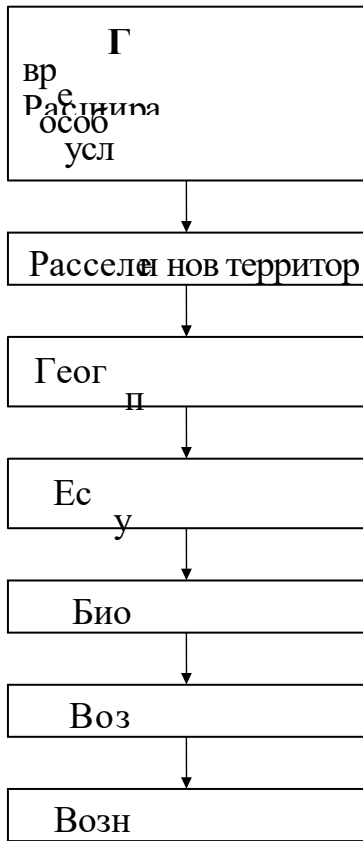 Г
вр
е
Расшира
особ
усл
Расселен нов территор
Геог
п
Ес
у
Био
Воз
Возн